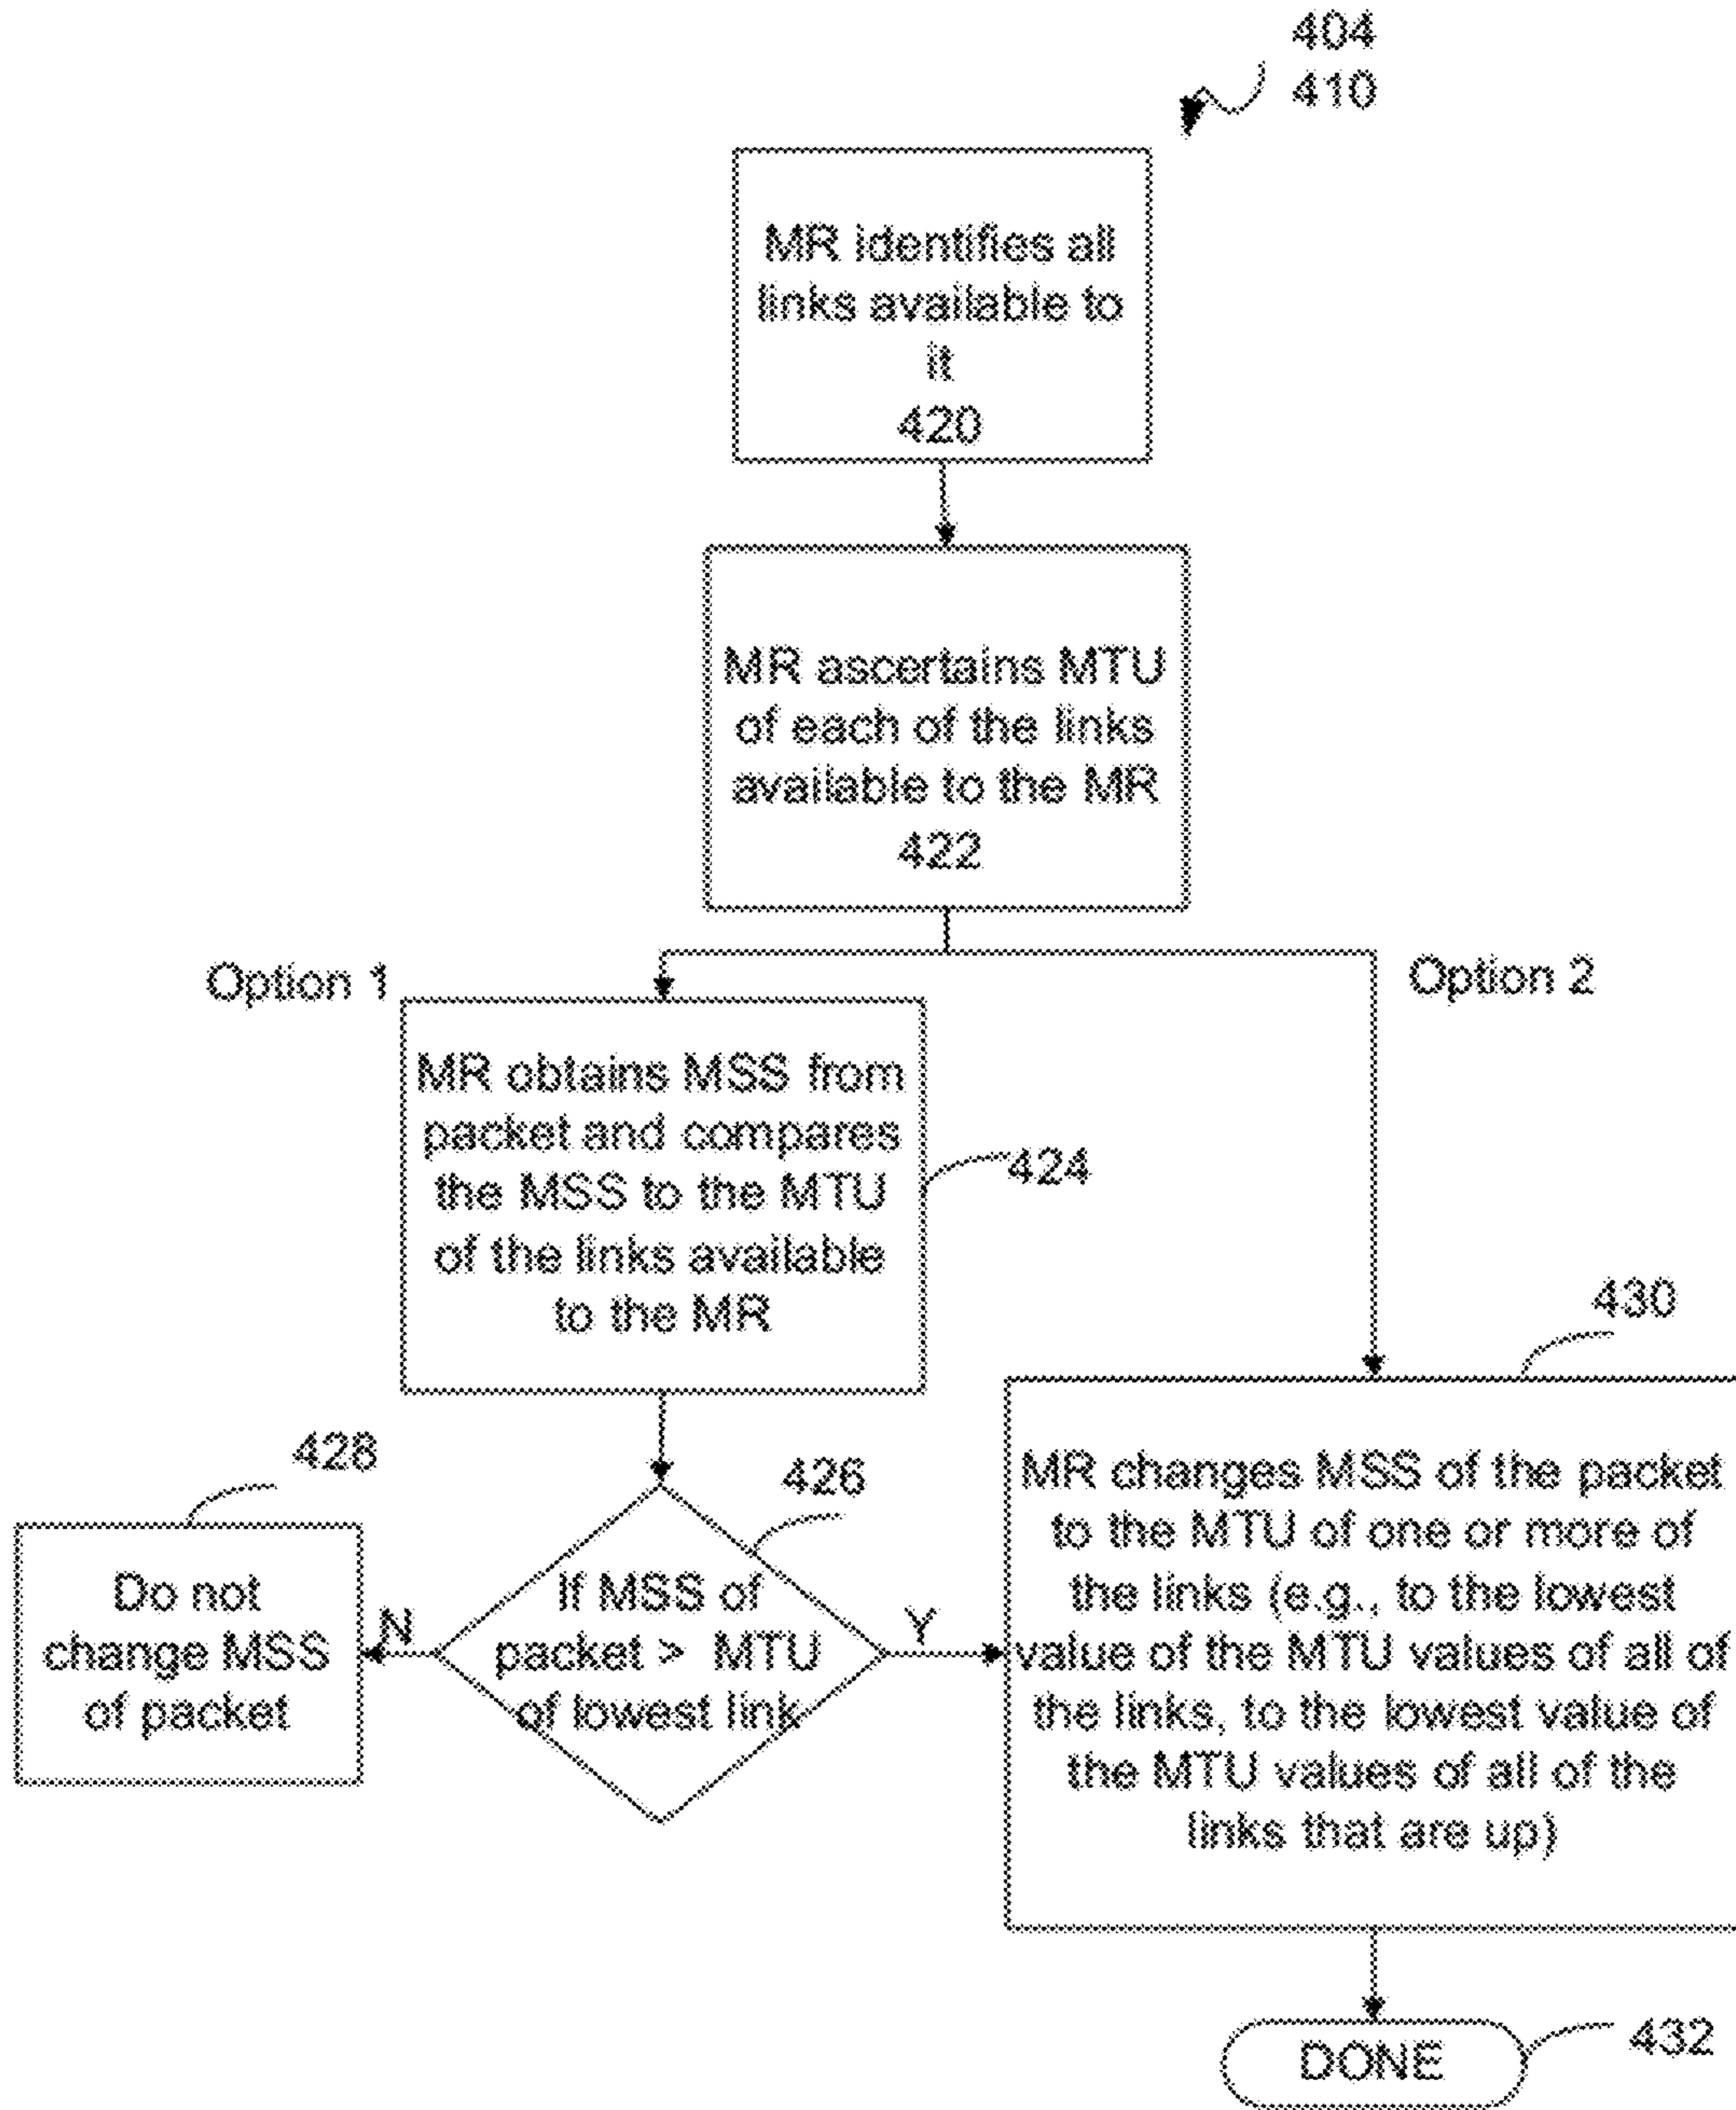 404
410
MR identifies all
links available to
it
420
MR ascertains MTU
of each of the links
available to the MR
422
Option 1
Option 2
MR obtains MSS from
packet and compares
the MSS to the MTU
of the links available
to the MR
424
430
428
426
Do not
change MSS
of packet
N
If MSS of
packet > MTU
of lowest link
Y
MR changes MSS of the packet
to the MTU of one or more of
the links (e.g., to the lowest
value of the MTU values of all of
the links, to the lowest value of
the MTU values of all of the
links that are up)
DONE
432